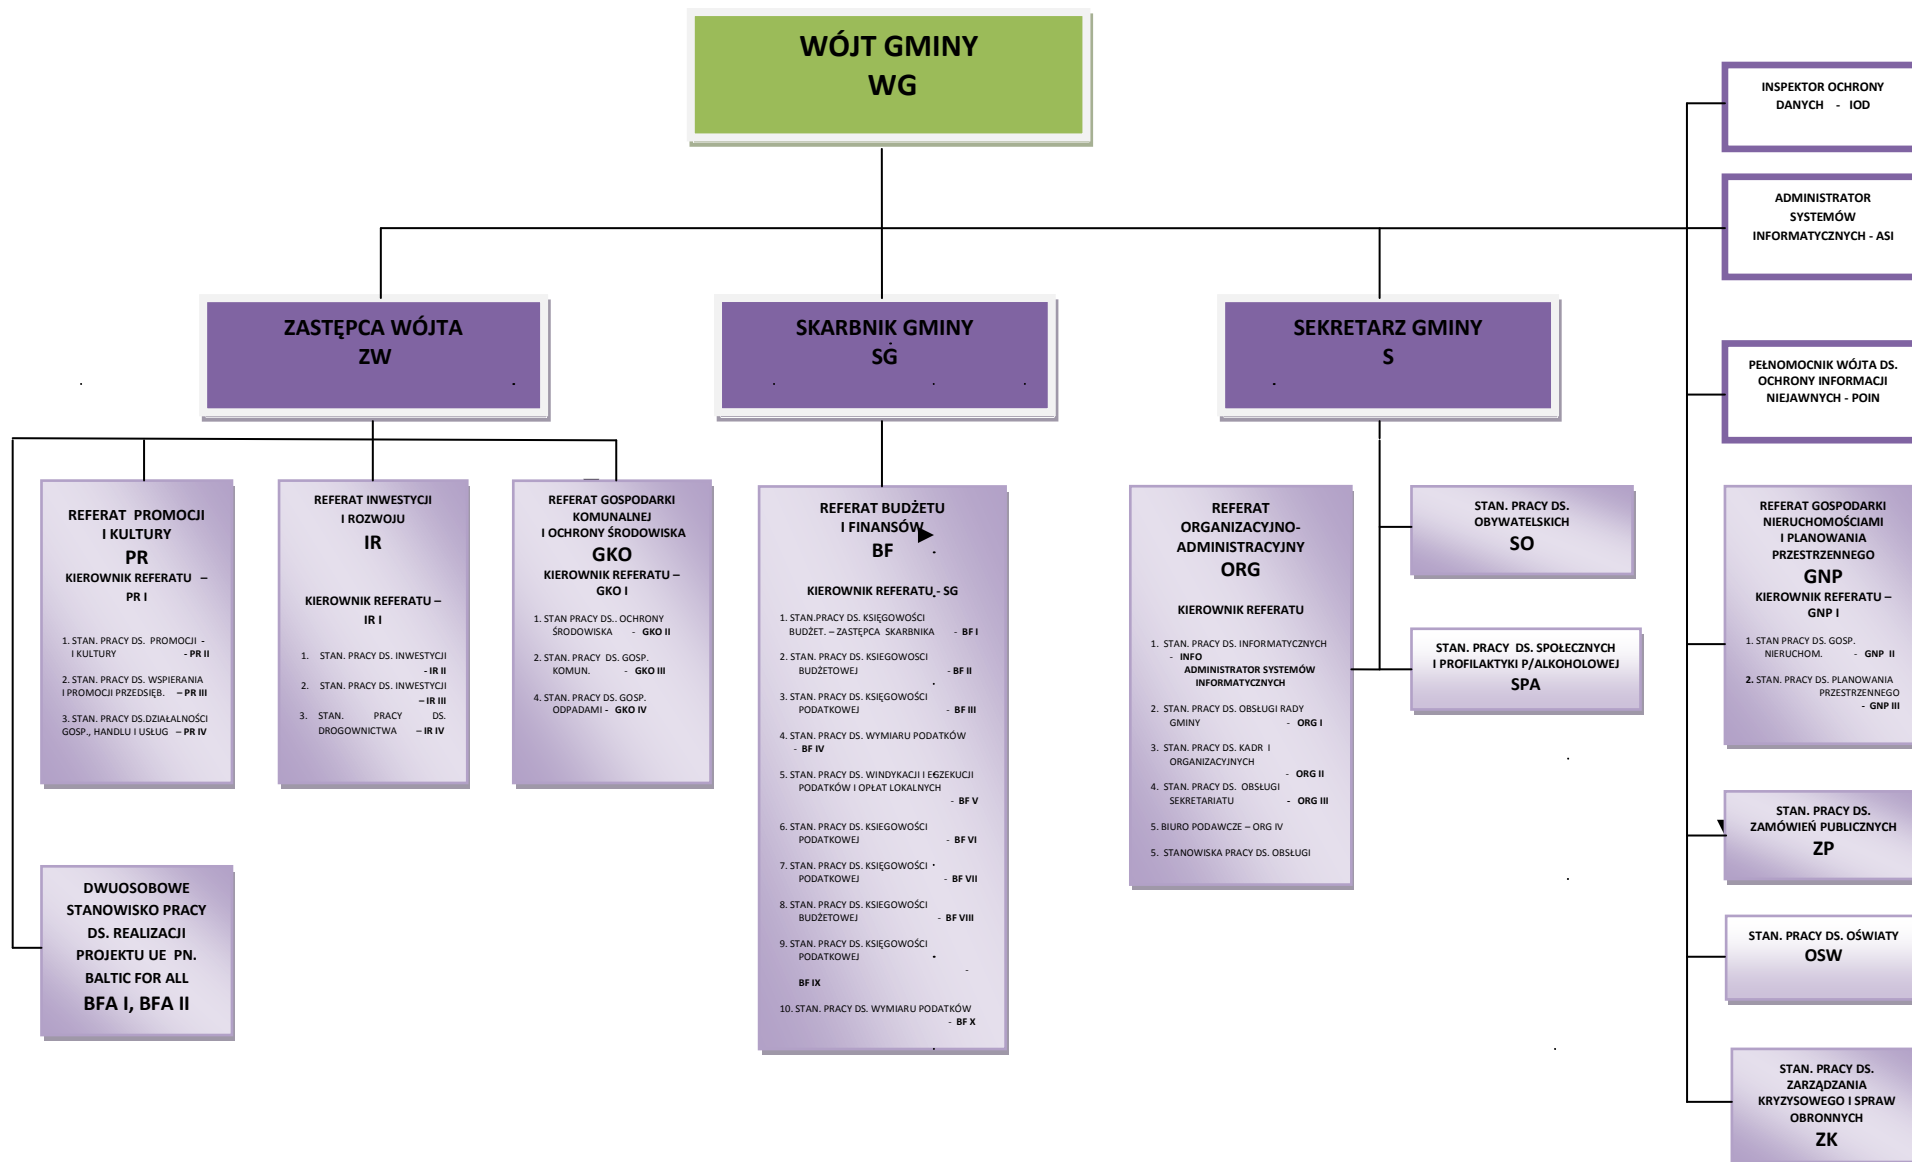 WÓJT GMINY
WG
INSPEKTOR OCHRONY
DANYCH - IOD
ADMINISTRATOR
SYSTEMÓW
INFORMATYCZNYCH - ASI
ZASTĘPCA WÓJTA
ZW
SKARBNIK GMINY
SG
SEKRETARZ GMINY
S
PEŁNOMOCNIK WÓJTA DS.
OCHRONY INFORMACJI
NIEJAWNYCH - POIN
REFERAT PROMOCJI
I KULTURY
PR
KIEROWNIK REFERATU –
PR I
1. STAN. PRACY DS. PROMOCJI -
I KULTURY - PR II
2. STAN. PRACY DS. WSPIERANIA
I PROMOCJI PRZEDSIĘB. – PR III
3. STAN. PRACY DS.DZIAŁALNOŚCI
GOSP., HANDLU I USŁUG – PR IV
REFERAT INWESTYCJI
I ROZWOJU
IR
KIEROWNIK REFERATU –
IR I
1. STAN. PRACY DS. INWESTYCJI
- IR II
2. STAN. PRACY DS. INWESTYCJI
– IR III
3. STAN. PRACY DS.
DROGOWNICTWA – IR IV
REFERAT GOSPODARKI
KOMUNALNEJ
I OCHRONY ŚRODOWISKA
GKO
KIEROWNIK REFERATU –
GKO I
1. STAN PRACY DS.. OCHRONY
ŚRODOWISKA - GKO II
2. STAN. PRACY DS. GOSP.
KOMUN. - GKO III
4. STAN. PRACY DS. GOSP.
ODPADAMI - GKO IV
REFERAT BUDŻETU
I FINANSÓW
BF
KIEROWNIK REFERATU - SG
1. STAN.PRACY DS. KSIĘGOWOŚCI
BUDŻET. – ZASTĘPCA SKARBNIKA - BF I
2. STAN. PRACY DS. KSIEGOWOSCI
BUDŻETOWEJ - BF II
3. STAN. PRACY DS. KSIĘGOWOŚCI
PODATKOWEJ - BF III
4. STAN. PRACY DS. WYMIARU PODATKÓW
- BF IV
5. STAN. PRACY DS. WINDYKACJI I EGZEKUCJI
PODATKÓW I OPŁAT LOKALNYCH
- BF V
6. STAN. PRACY DS. KSIEGOWOŚCI
PODATKOWEJ - BF VI
7. STAN. PRACY DS. KSIĘGOWOŚCI
PODATKOWEJ - BF VII
8. STAN. PRACY DS. KSIEGOWOŚCI
BUDŻETOWEJ - BF VIII
9. STAN. PRACY DS. KSIĘGOWOŚCI
PODATKOWEJ
-
BF IX
10. STAN. PRACY DS. WYMIARU PODATKÓW
- BF X
REFERAT
ORGANIZACYJNO-
ADMINISTRACYJNY
ORG
KIEROWNIK REFERATU
1. STAN. PRACY DS. INFORMATYCZNYCH
- INFO
ADMINISTRATOR SYSTEMÓW
INFORMATYCZNYCH
2. STAN. PRACY DS. OBSŁUGI RADY
GMINY - ORG I
3. STAN. PRACY DS. KADR I
ORGANIZACYJNYCH
- ORG II
4. STAN. PRACY DS. OBSŁUGI
SEKRETARIATU - ORG III
5. BIURO PODAWCZE – ORG IV
5. STANOWISKA PRACY DS. OBSŁUGI
STAN. PRACY DS.
OBYWATELSKICH
SO
STAN. PRACY DS. SPOŁECZNYCH
I PROFILAKTYKI P/ALKOHOLOWEJ
SPA
REFERAT GOSPODARKI
NIERUCHOMOŚCIAMI
I PLANOWANIA
PRZESTRZENNEGO
GNP
KIEROWNIK REFERATU –
GNP I
1. STAN PRACY DS. GOSP.
NIERUCHOM. - GNP II
2. STAN. PRACY DS. PLANOWANIA
PRZESTRZENNEGO
- GNP III
STAN. PRACY DS.
ZAMÓWIEŃ PUBLICZNYCH
ZP
DWUOSOBOWE
STANOWISKO PRACY
DS. REALIZACJI
PROJEKTU UE PN.
BALTIC FOR ALL
BFA I, BFA II
STAN. PRACY DS. OŚWIATY
OSW
STAN. PRACY DS.
ZARZĄDZANIA
KRYZYSOWEGO I SPRAW
OBRONNYCH
ZK